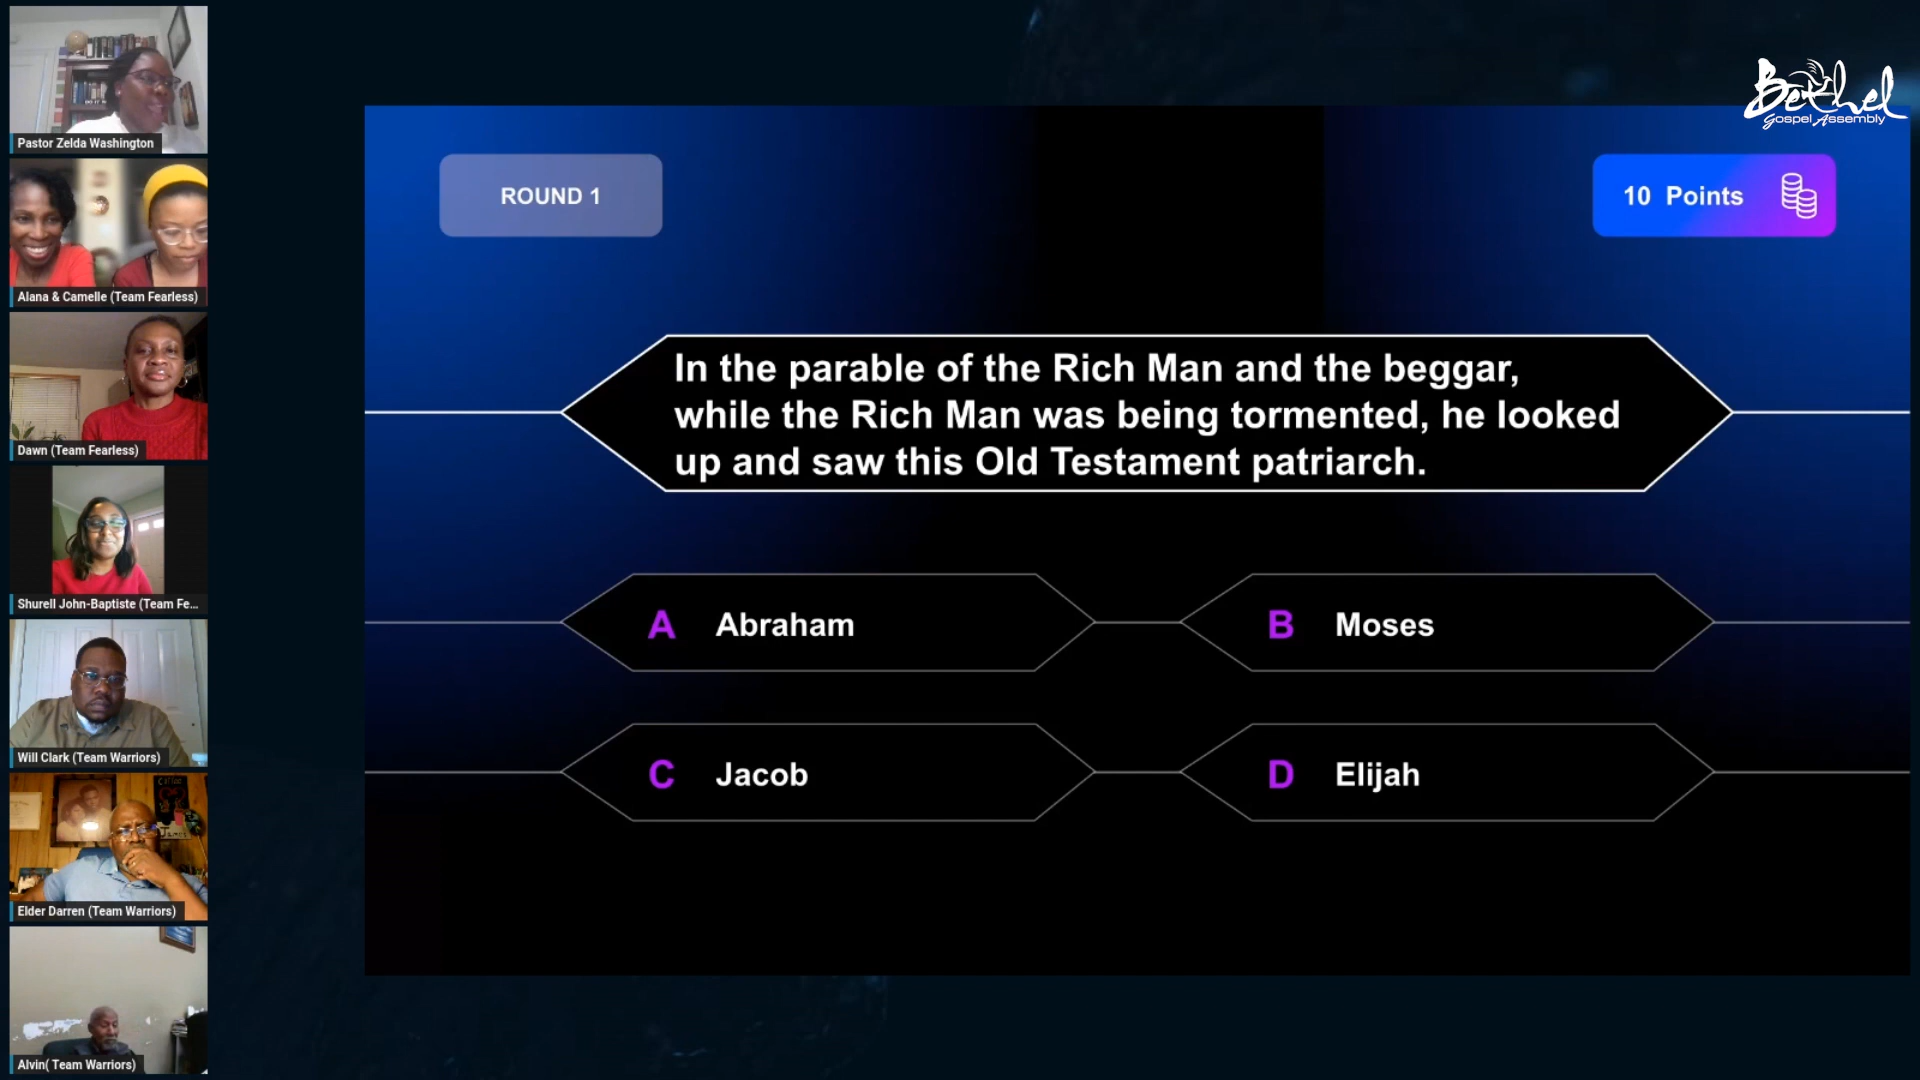 Pastor Zelda Washington
Alana & Camelle (Team Fearless)
Dawn (Team Fearless)
Shurell John-Baptiste (Team Fe...
Will Clark (Team Warriors)
Elder Darren (Team Warriors)
Alvin( Team Warriors)
Bethel
Gospel Assembly
ROUND 1
10 Points
In the parable of the Rich Man and the beggar,
while the Rich Man was being tormented, he looked
up and saw this Old Testament patriarch.
A Abraham
B Moses
C Jacob
D Elijah